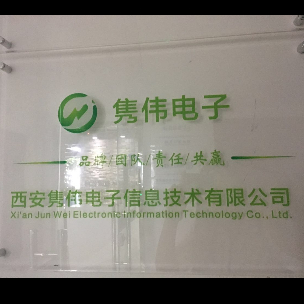 隽伟电子
品牌/团队/责任/共赢
西安隽伟电子信息技术有限公司
Xi'an Jun Wei Electronic Information Technology Co., Ltd.